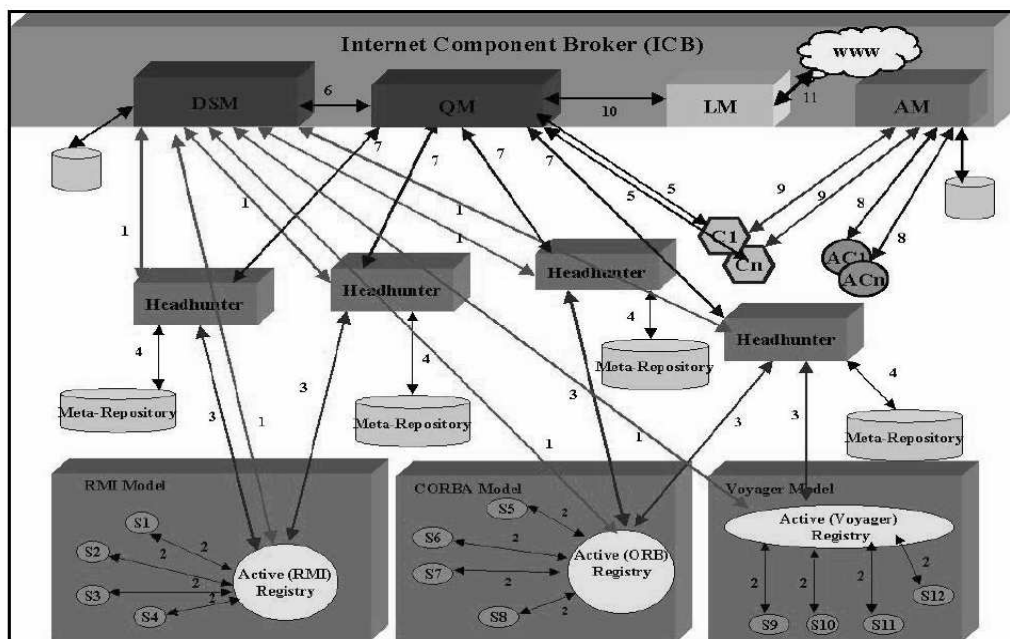 Internet Component Broker (ICB)
WWW
DSM
6
QM
10
LM
11
AM
7
7
7
7
5
5
9
9
8
8
1
1
1
1
C1
Cn
AC1
ACn
Headhunter
Headhunter
Headhunter
Headhunter
4
4
4
4
Meta-Repository
Meta-Repository
Meta-Repository
Meta-Repository
3
3
3
3
3
1
1
1
RMI Model
S1
S2
S3
S4
2
2
2
2
Active (RMI)
Registry
CORBA Model
S5
S6
S7
S8
2
2
2
2
Active (ORB)
Registry
Voyager Model
Active (Voyager)
Registry
2
2
2
2
S9
S10
S11
S12